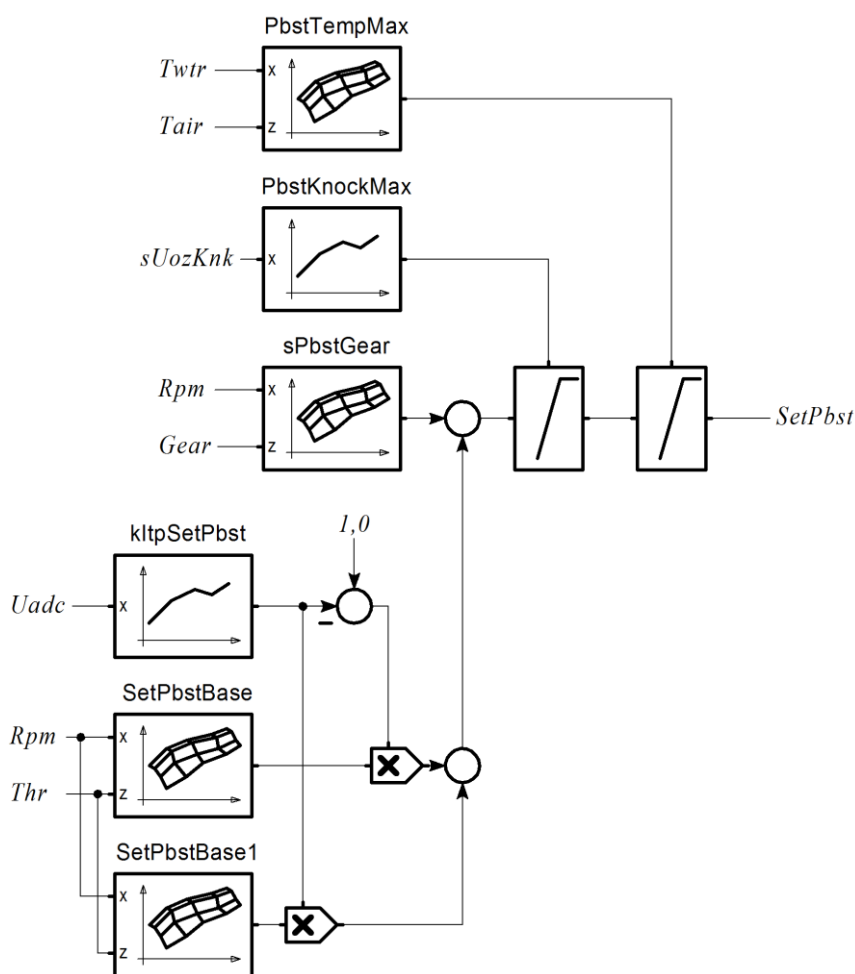 PbstTempMax
Twtr
x
Tair
z
PbstKnockMax
sUozKnk
x
sPbstGear
Rpm
x
Gear
z
SetPbst
kItpSetPbst
1,0
Uadc
x
SetPbstBase
Rpm
x
Thr
z
SetPbstBase1
x
z